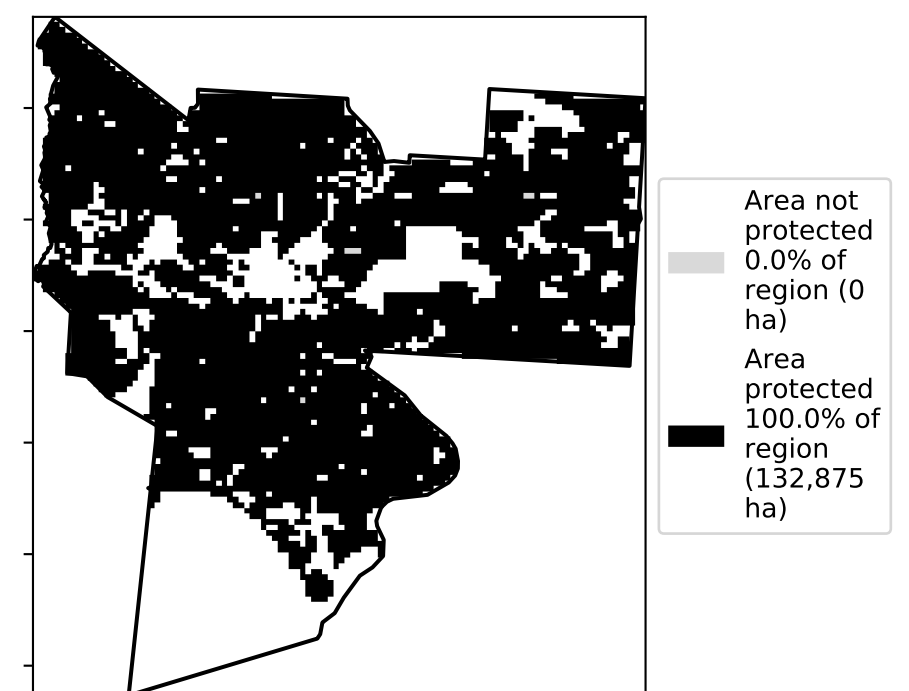 Area not
protected
0.0% of
region (0
ha)
Area
protected
100.0% of
region
(132,875
ha)